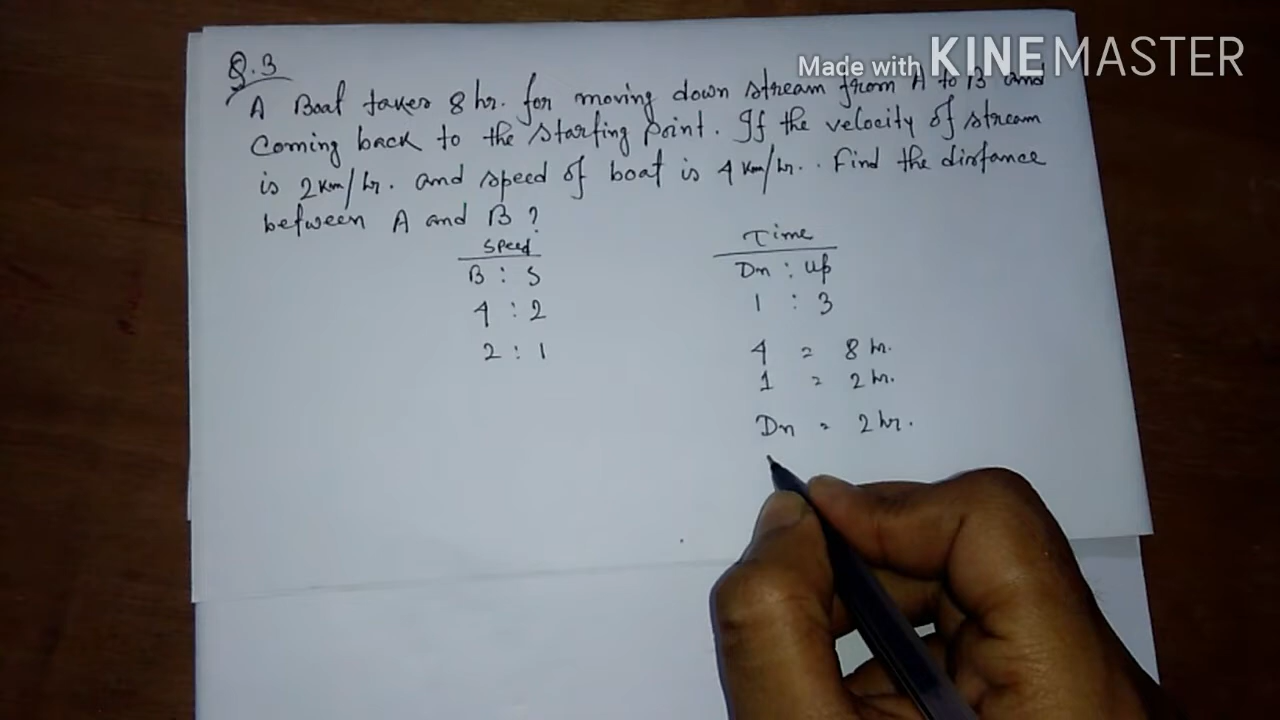 Made with KINEMASTER
Q.3
A Boat takes 8 hr. for moving down stream from A to B and
Coming back to the starting point. If the velocity of stream
is 2 km/hr. and speed of boat is 4 km/hr.. Find the distance
between A and B ?
Speed
B : S
4 : 2
2 : 1
Time
Dn : up
1 : 3
4 = 8 hr.
1 = 2 hr.
Dn = 2 hr.